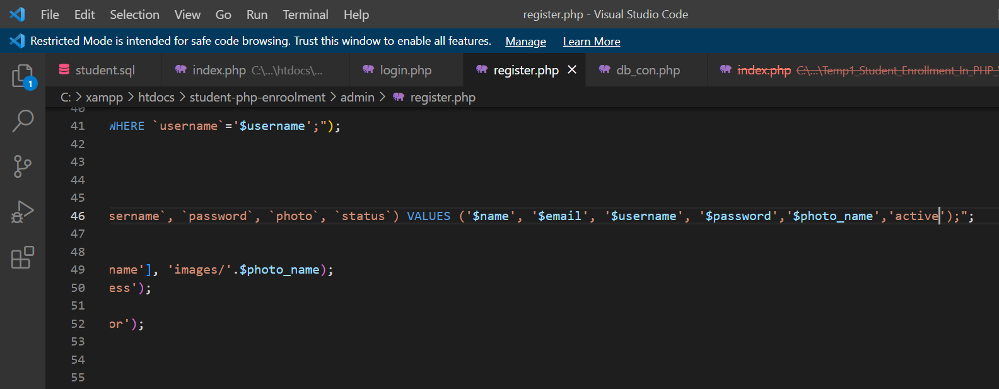 File Edit Selection View Go Run Terminal Help register.php - Visual Studio Code
Restricted Mode is intended for safe code browsing. Trust this window to enable all features. Manage Learn More
student.sql index.php C:\...\htdocs\... login.php register.php db_con.php index.php C:\...\Temp1_Student_Enrollment_In_PHP_
C: > xampp > htdocs > student-php-enroolment > admin > register.php
40
41 WHERE `username`='$username';");
42
43
44
45
46 sername`, `password`, `photo`, `status`) VALUES ('$name', '$email', '$username', '$password','$photo_name','active');";
47
48
49 name'], 'images/'.$photo_name);
50 ess');
51
52 or');
53
54
55
1